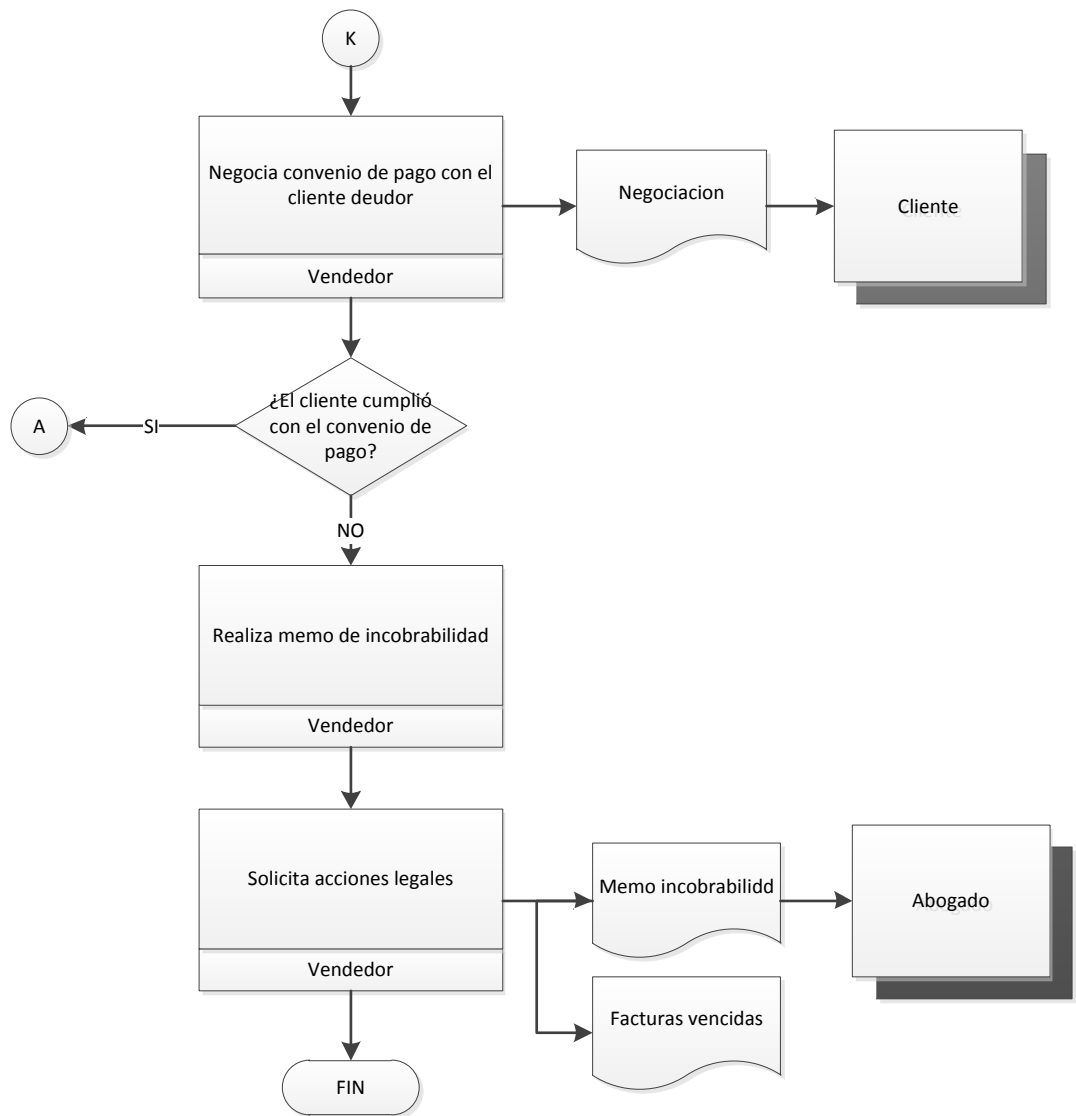 K
Negocia convenio de pago con el
cliente deudor
Vendedor
Negociacion
Cliente
¿El cliente cumplió
con el convenio de
pago?
SI
A
NO
Realiza memo de incobrabilidad
Vendedor
Solicita acciones legales
Vendedor
Memo incobrabilidd
Abogado
Facturas vencidas
FIN